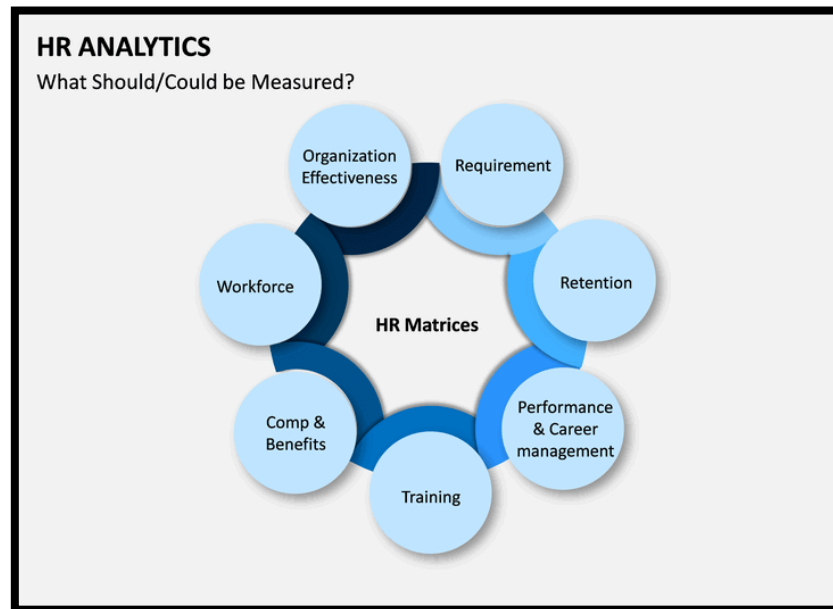 HR ANALYTICS
What Should/Could be Measured?
Organization
Effectiveness
Requirement
Workforce
Retention
HR Matrices
Comp &
Benefits
Performance
& Career
management
Training